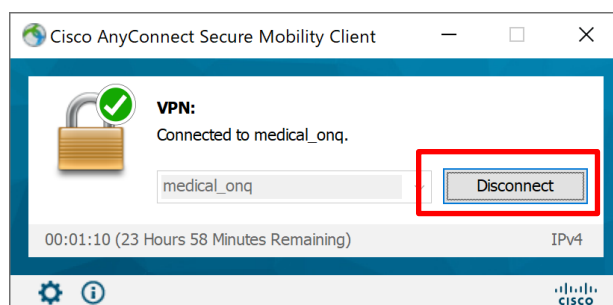 Cisco AnyConnect Secure Mobility Client
VPN:
Connected to medical_onq.
medical_onq
Disconnect
00:01:10 (23 Hours 58 Minutes Remaining)
IPv4
CISCO